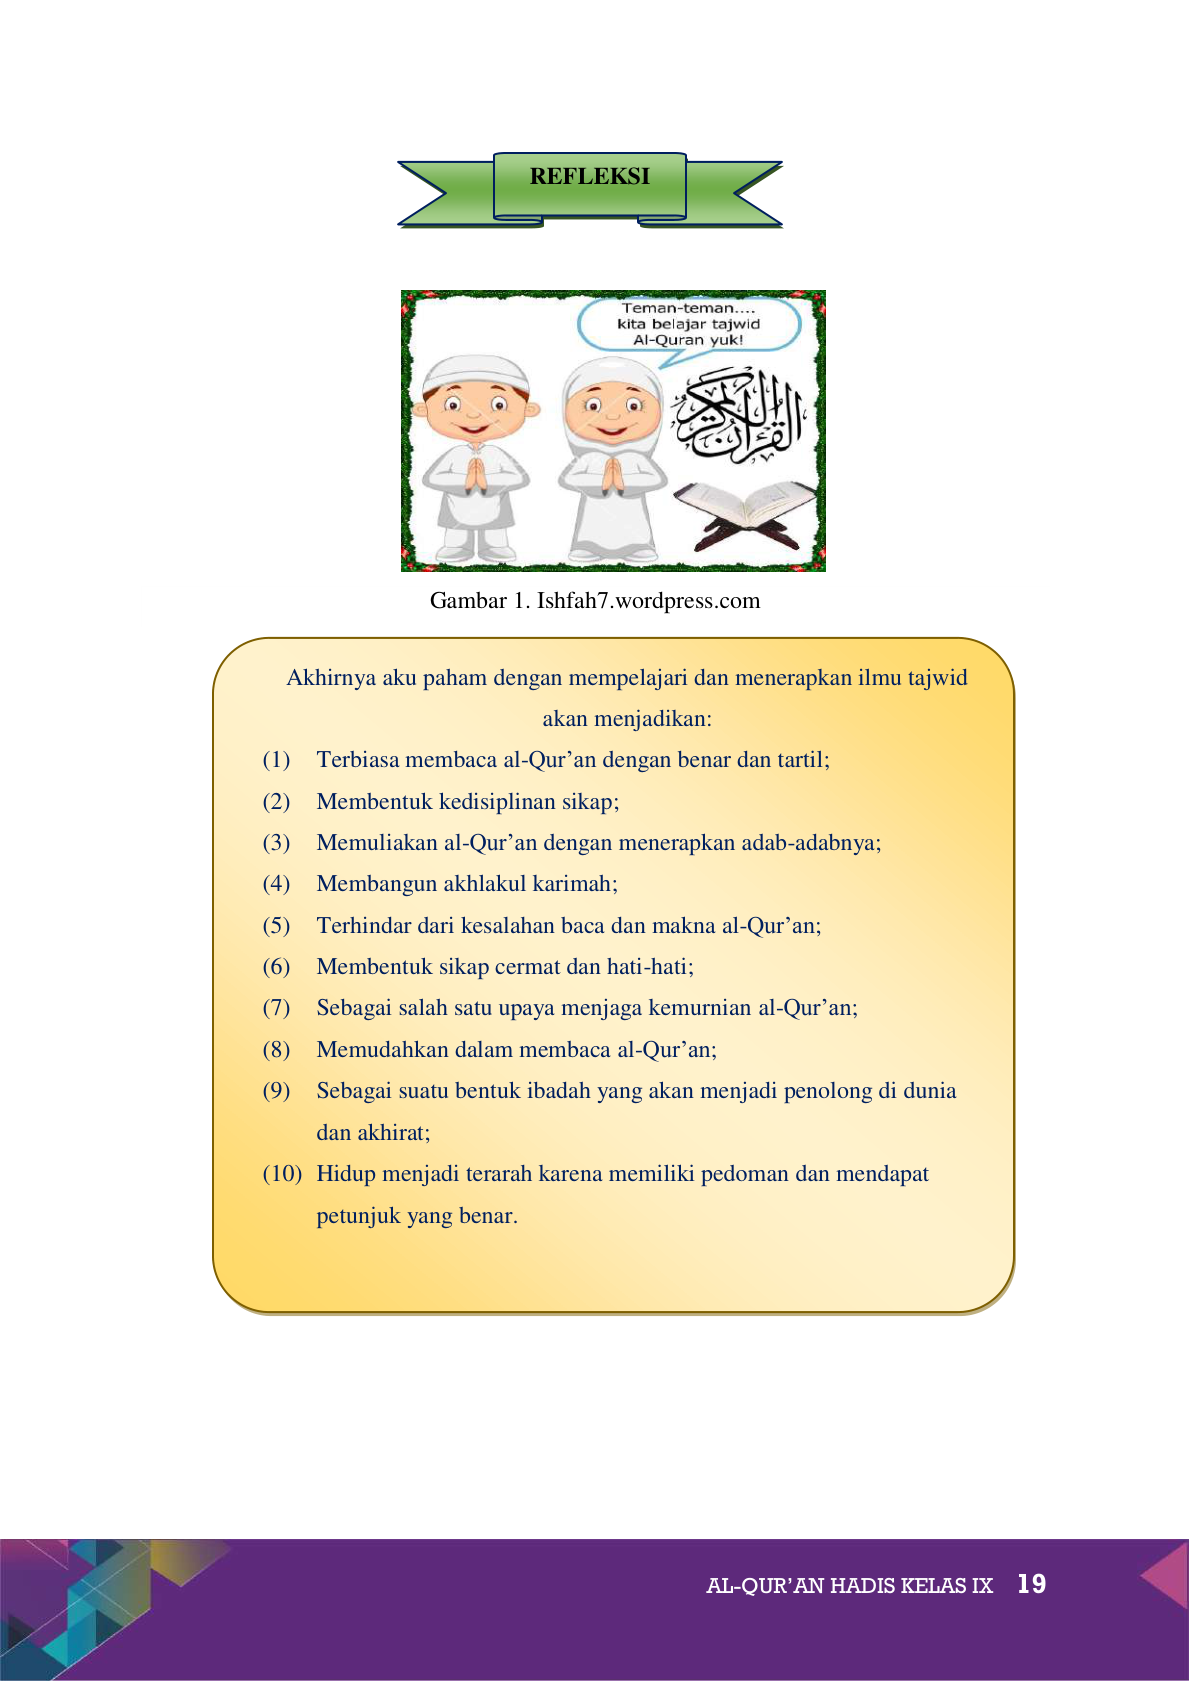 REFLEKSI
Teman-teman....
kita belajar tajwid
Al-Quran yuk!
القرآن الكريم
Gambar 1. Ishfah7.wordpress.com
Akhirnya aku paham dengan mempelajari dan menerapkan ilmu tajwid
akan menjadikan:
(1) Terbiasa membaca al-Qur’an dengan benar dan tartil;
(2) Membentuk kedisiplinan sikap;
(3) Memuliakan al-Qur’an dengan menerapkan adab-adabnya;
(4) Membangun akhlakul karimah;
(5) Terhindar dari kesalahan baca dan makna al-Qur’an;
(6) Membentuk sikap cermat dan hati-hati;
(7) Sebagai salah satu upaya menjaga kemurnian al-Qur’an;
(8) Memudahkan dalam membaca al-Qur’an;
(9) Sebagai suatu bentuk ibadah yang akan menjadi penolong di dunia
dan akhirat;
(10) Hidup menjadi terarah karena memiliki pedoman dan mendapat
petunjuk yang benar.
AL-QUR’AN HADIS KELAS IX 19